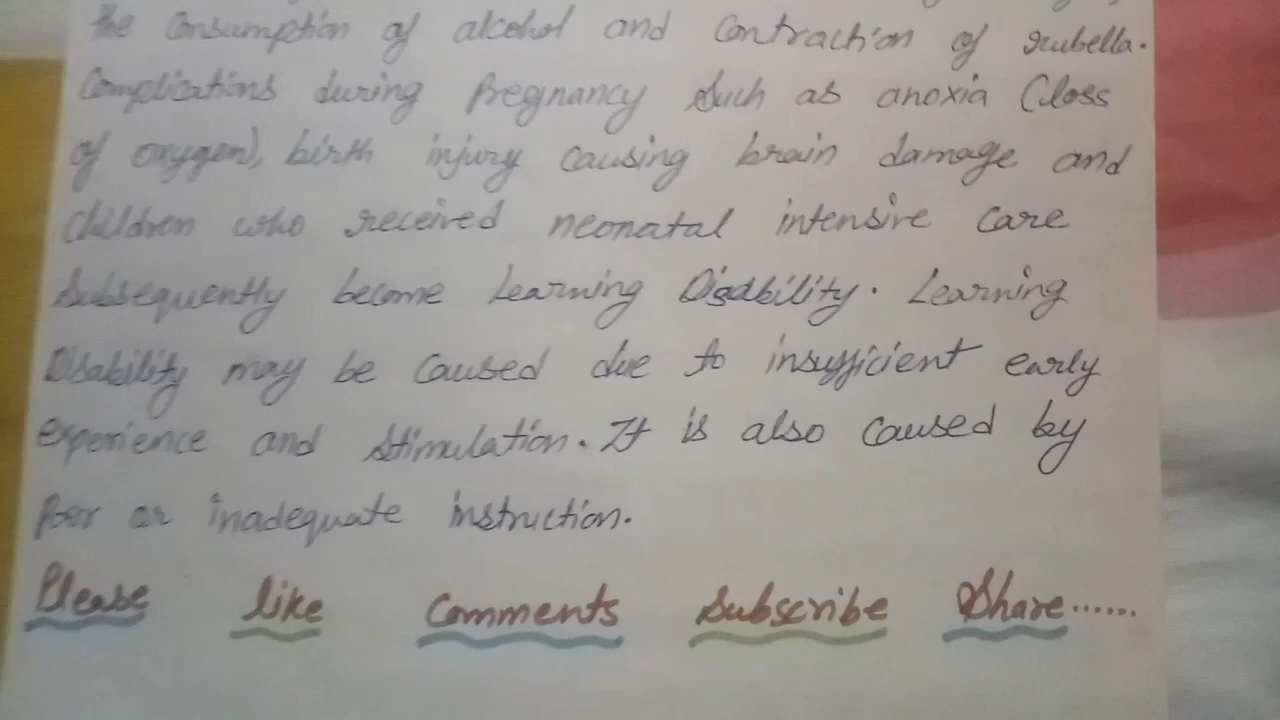 the Consumption of alcohol and Contraction of rubella.
Complications during Pregnancy Such as anoxia (loss
of oxygen), birth injury causing brain damage and
Children who received neonatal intensive Care
Subsequently become Learning Disability. Learning
Disability may be Caused due to insufficient early
experience and Stimulation. It is also Caused by
Poor or inadequate instruction.
Please like Comments Subscribe Share......